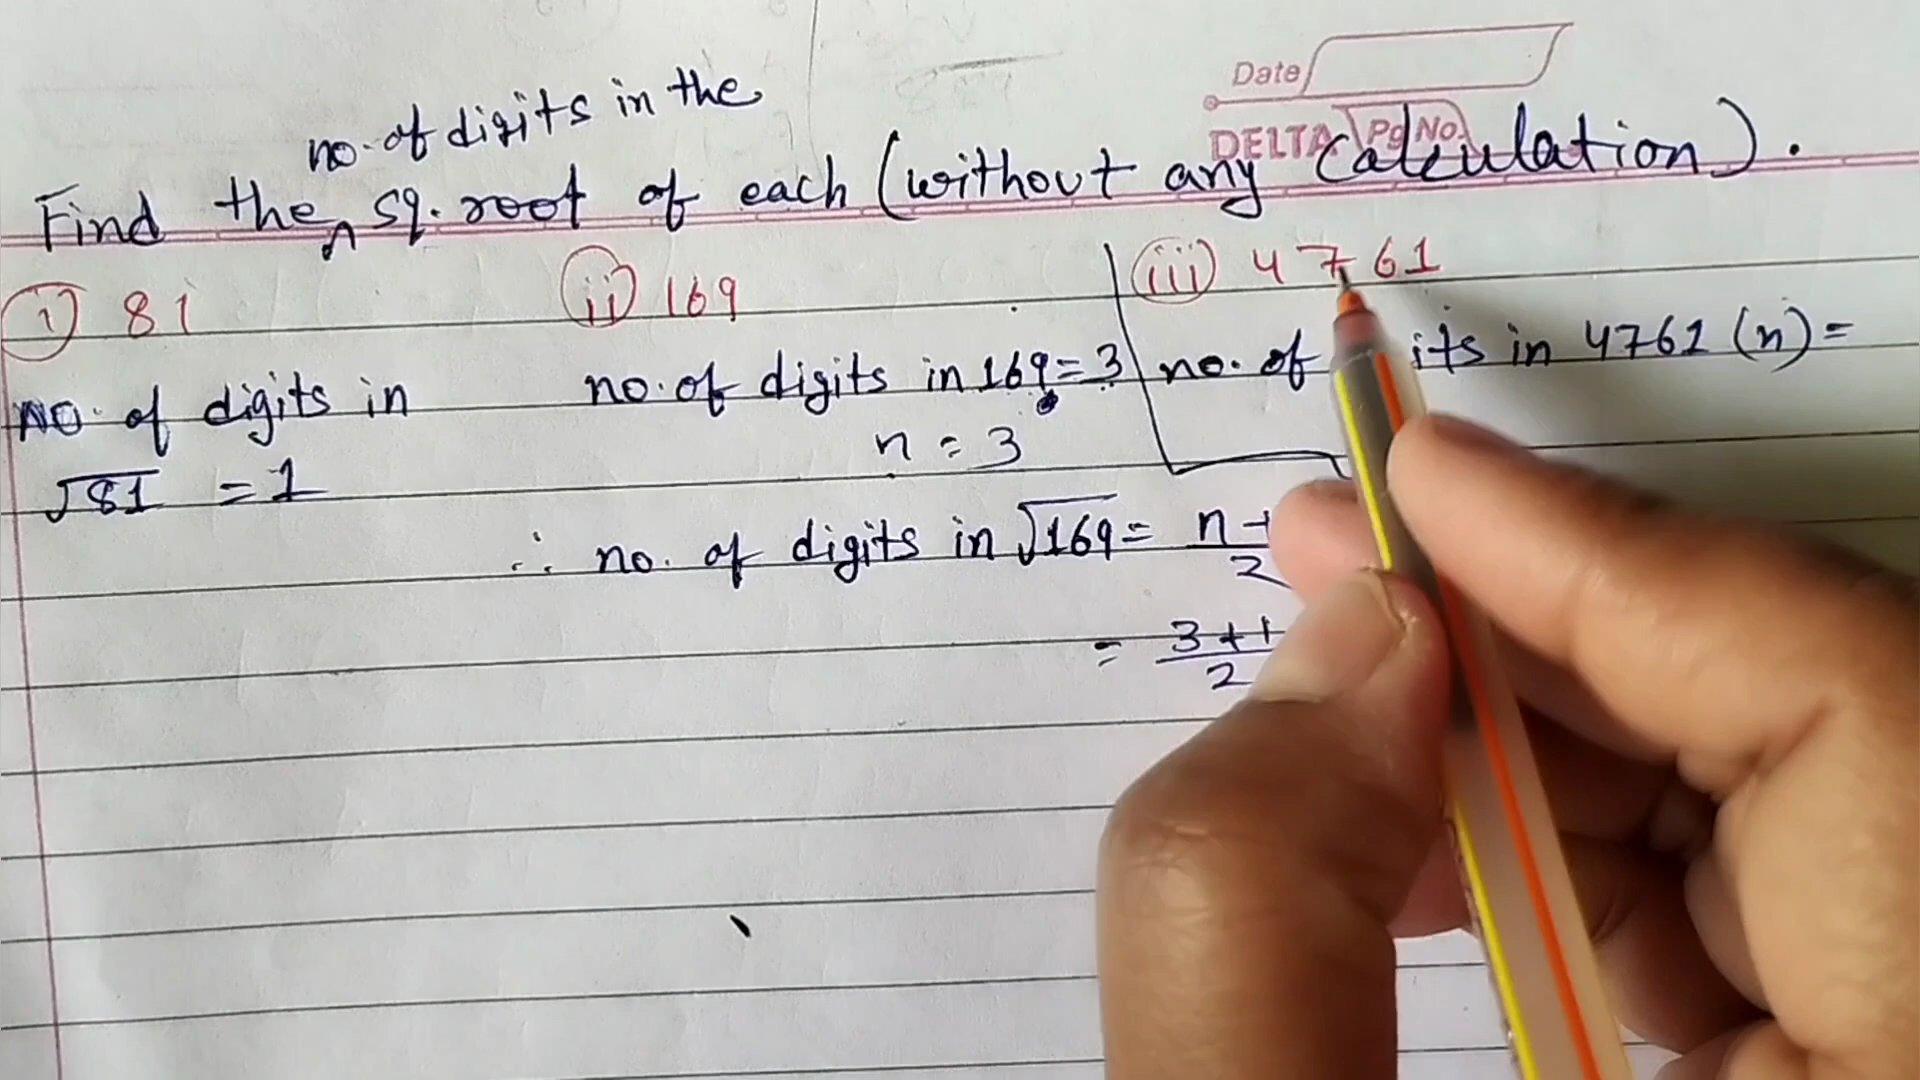 Date
DELTA Pg No.
no. of digits in the
Find the ^ sq. root of each (without any calculation).
(i) 81
(ii) 169
(iii) 4761
NO. of digits in
√81 = 1
no. of digits in 169 = 3
n = 3
∴ no. of digits in √169 = n+
2
= 3+1
2
no. of its in 4761 (n) =